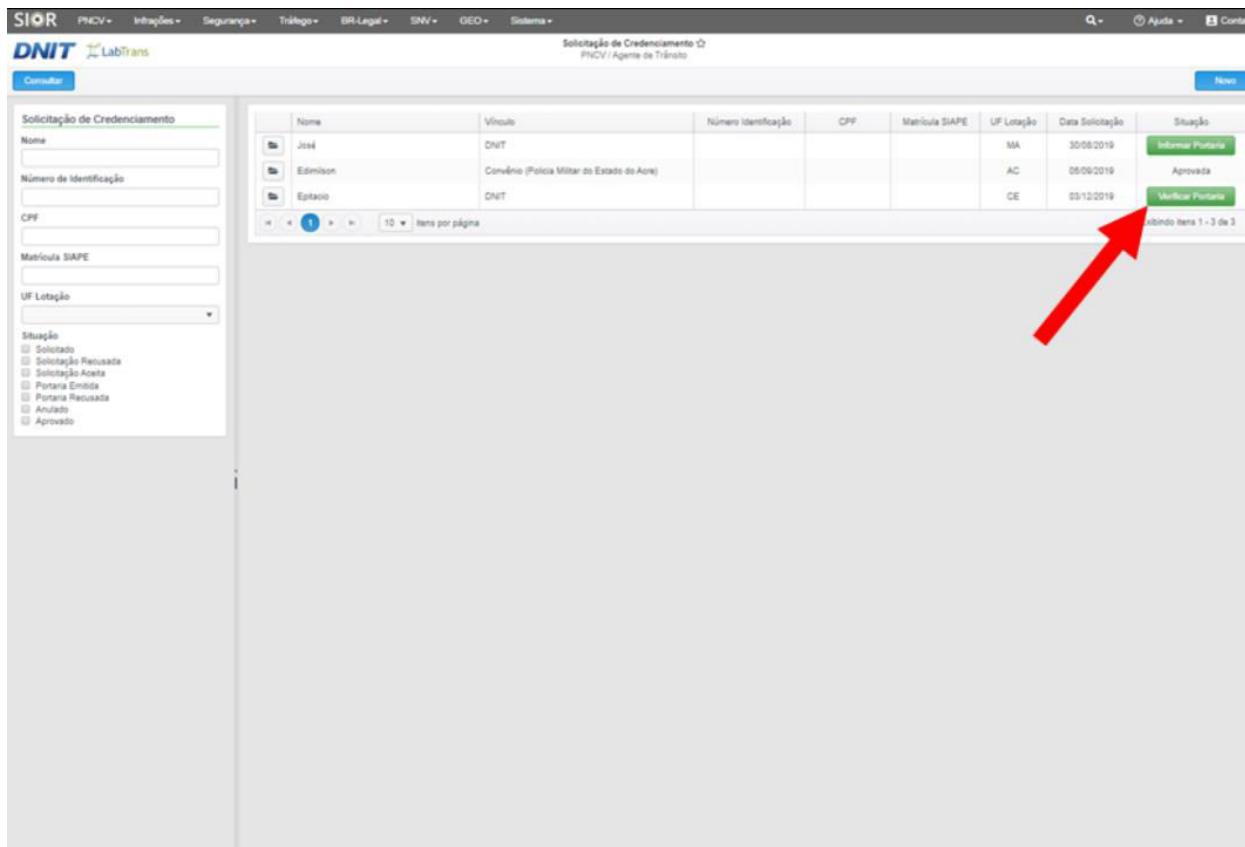 SIOR PNCV Infrações Segurança Tráfego BR-Legal SNV GEO Sistema Ajuda Conta
DNIT LabTrans
Solicitação de Credenciamento
PNCV / Agente de Trânsito
Consultar Novo
Solicitação de Credenciamento
Nome
Número de Identificação
CPF
Matrícula SIAPE
UF Lotação
Situação
Solicitado
Solicitação Recusada
Solicitação Aceita
Portaria Emitida
Portaria Recusada
Anulado
Aprovado
Nome Vínculo Número Identificação CPF Matrícula SIAPE UF Lotação Data Solicitação Situação
José DNIT MA 30/08/2019 Informar Portaria
Edimilson Convênio (Polícia Militar do Estado do Acre) AC 05/09/2019 Aprovada
Epitacio DNIT CE 03/12/2019 Verificar Portaria
1 10 itens por página xibindo itens 1 - 3 de 3